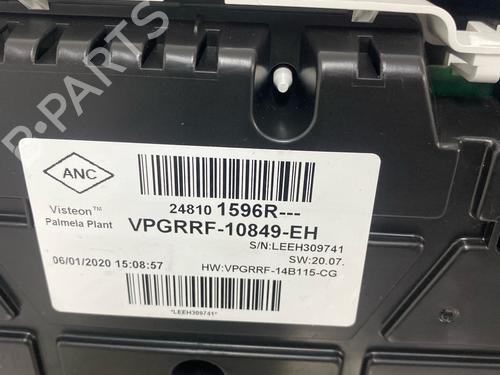 B-PARTS
ANC
Visteon™
Palmela Plant
24810 1596R---
VPGRRF-10849-EH
S/N:LEEH309741
SW:20.07.
06/01/2020 15:08:57
HW:VPGRRF-14B115-CG
*LEEH309741*